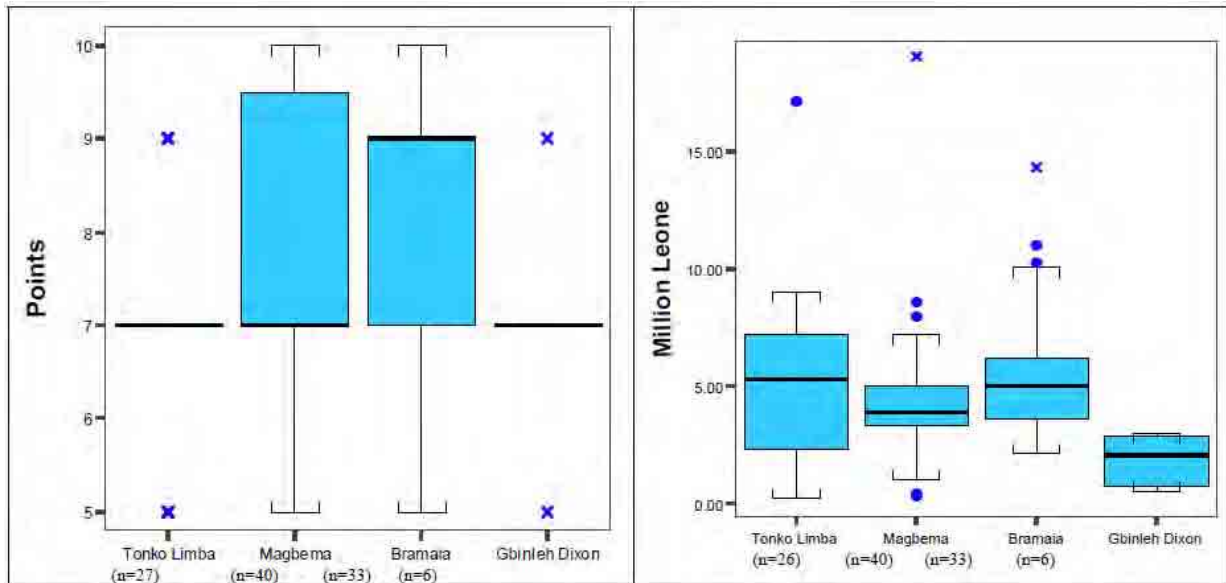 Points
10
9
8
7
6
5
Tonko Limba Magbema Bramaia Gbinleh Dixon
(n=27) (n=40) (n=33) (n=6)
Million Leone
15.00
10.00
5.00
0.00
Tonko Limba Magbema Bramaia Gbinleh Dixon
(n=26) (n=40) (n=33) (n=6)